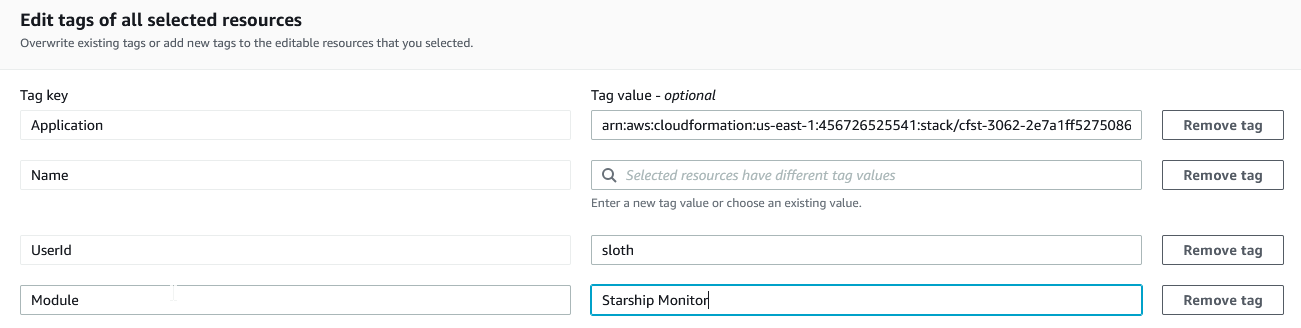 Edit tags of all selected resources
Overwrite existing tags or add new tags to the editable resources that you selected.
Tag key Tag value - optional
Application arn:aws:cloudformation:us-east-1:456726525541:stack/cfst-3062-2e7a1ff5275086 Remove tag
Name Selected resources have different tag values Remove tag
Enter a new tag value or choose an existing value.
UserId sloth Remove tag
Module Starship Monitor Remove tag